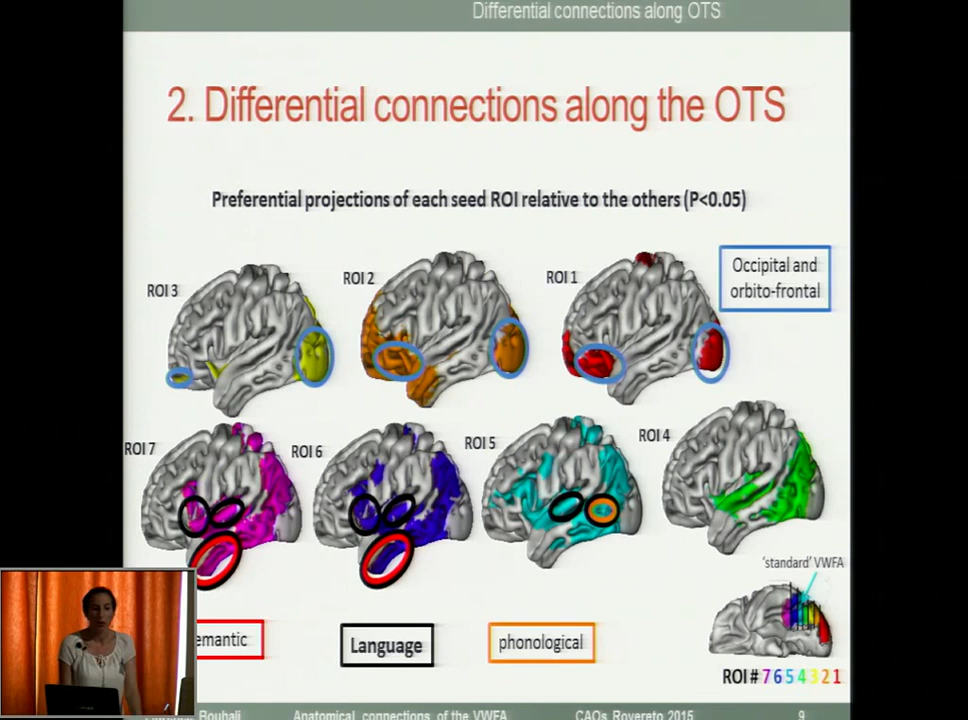 Differential connections along OTS
2. Differential connections along the OTS
Preferential projections of each seed ROI relative to the others (P<0.05)
ROI 3
ROI 2
ROI 1
Occipital and
orbito-frontal
ROI 7
ROI 6
ROI 5
ROI 4
'standard' VWFA
emantic
Language
phonological
ROI # 7 6 5 4 3 2 1
Bouhali
Anatomical connections of the VWFA
CAOs Rovereto 2015
9